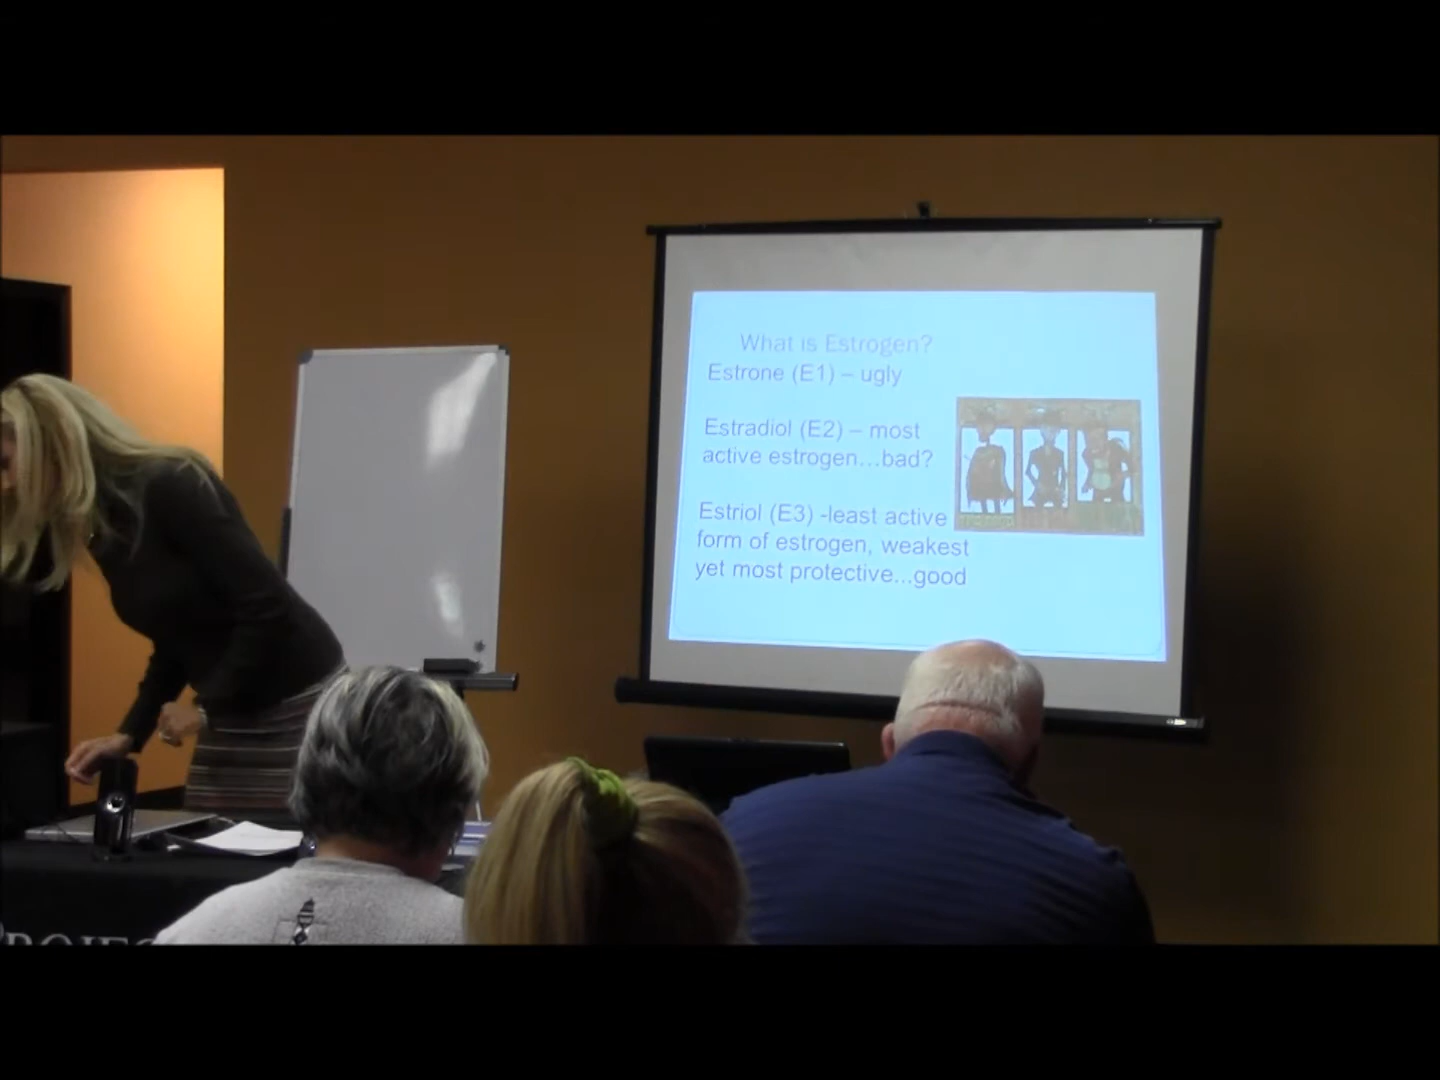 What is Estrogen?
Estrone (E1) – ugly
Estradiol (E2) – most
active estrogen...bad?
Estriol (E3) -least active
form of estrogen, weakest
yet most protective...good